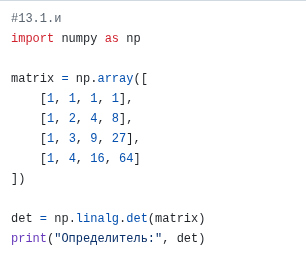 #13.1.и
import numpy as np

matrix = np.array([
    [1, 1, 1, 1],
    [1, 2, 4, 8],
    [1, 3, 9, 27],
    [1, 4, 16, 64]
])

det = np.linalg.det(matrix)
print("Определитель:", det)